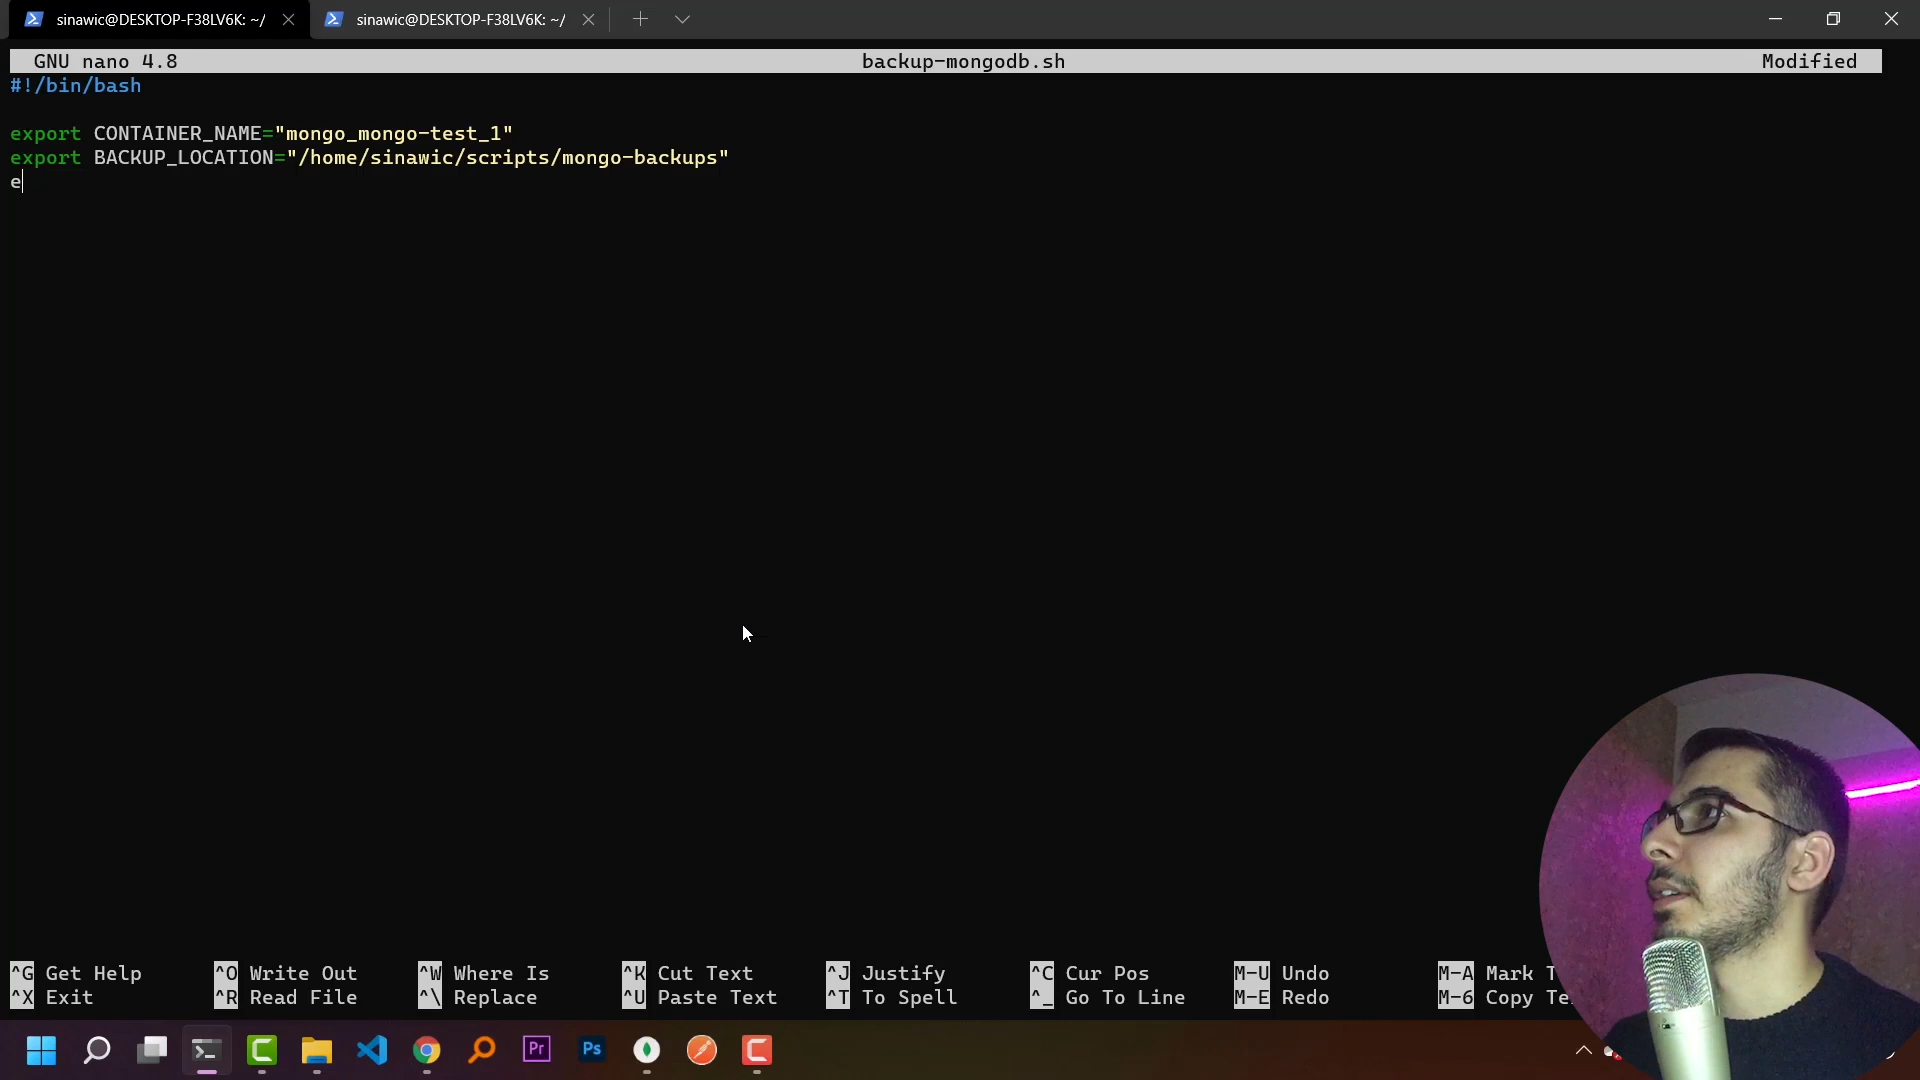 sinawic@DESKTOP-F38LV6K: ~/
sinawic@DESKTOP-F38LV6K: ~/
GNU nano 4.8 backup-mongodb.sh Modified
#!/bin/bash
export CONTAINER_NAME="mongo_mongo-test_1"
export BACKUP_LOCATION="/home/sinawic/scripts/mongo-backups"
e
^G Get Help ^O Write Out ^W Where Is ^K Cut Text ^J Justify ^C Cur Pos M-U Undo M-A Mark T
^X Exit ^R Read File ^\ Replace ^U Paste Text ^T To Spell ^_ Go To Line M-E Redo M-6 Copy Te
Pr
Ps